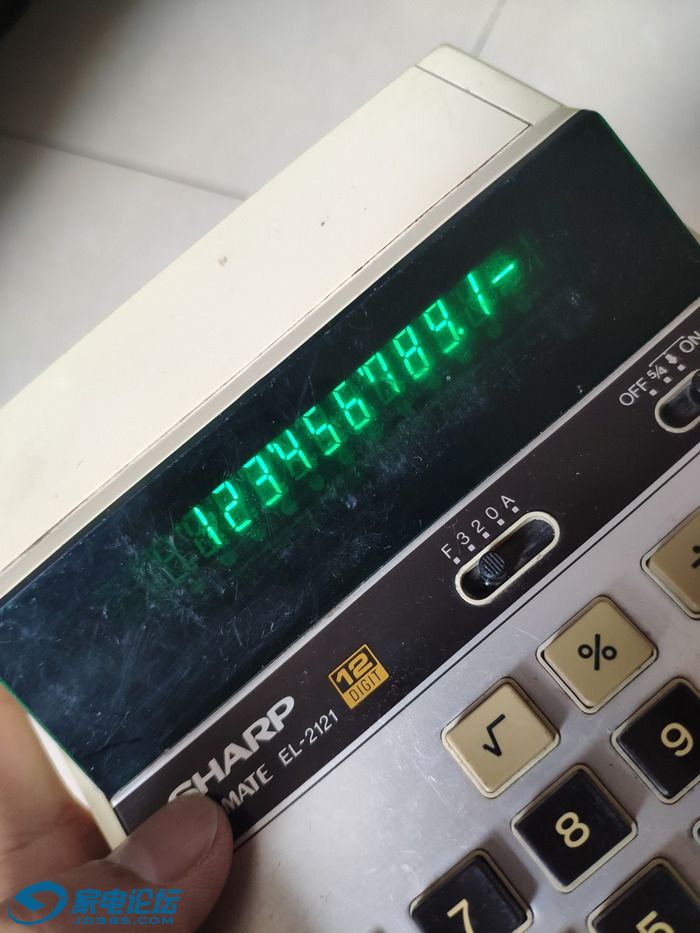 123456789.1-
OFF 5/4 ON
F 3 2 0 A
12
DIGIT
SHARP
MATE EL-2121
%
√
9
8
7
5
家电论坛
JDBBS.COM